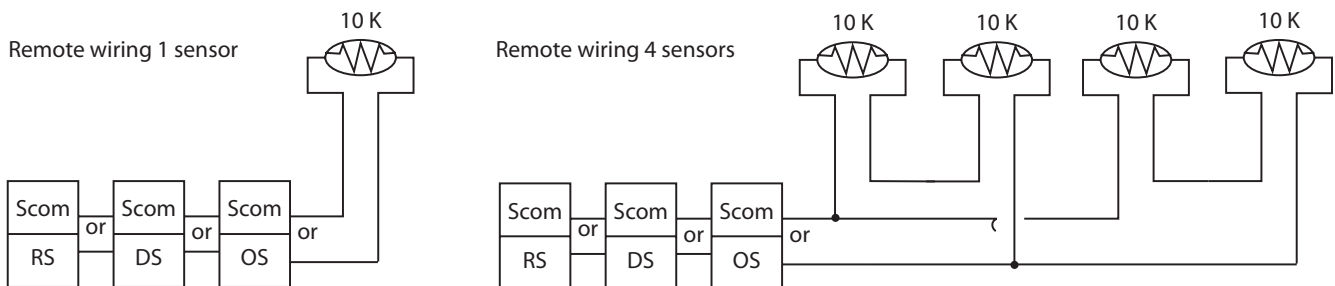 10 K
Remote wiring 1 sensor
Scom or Scom or Scom or
RS DS OS
10 K 10 K 10 K 10 K
Remote wiring 4 sensors
Scom or Scom or Scom or
RS DS OS